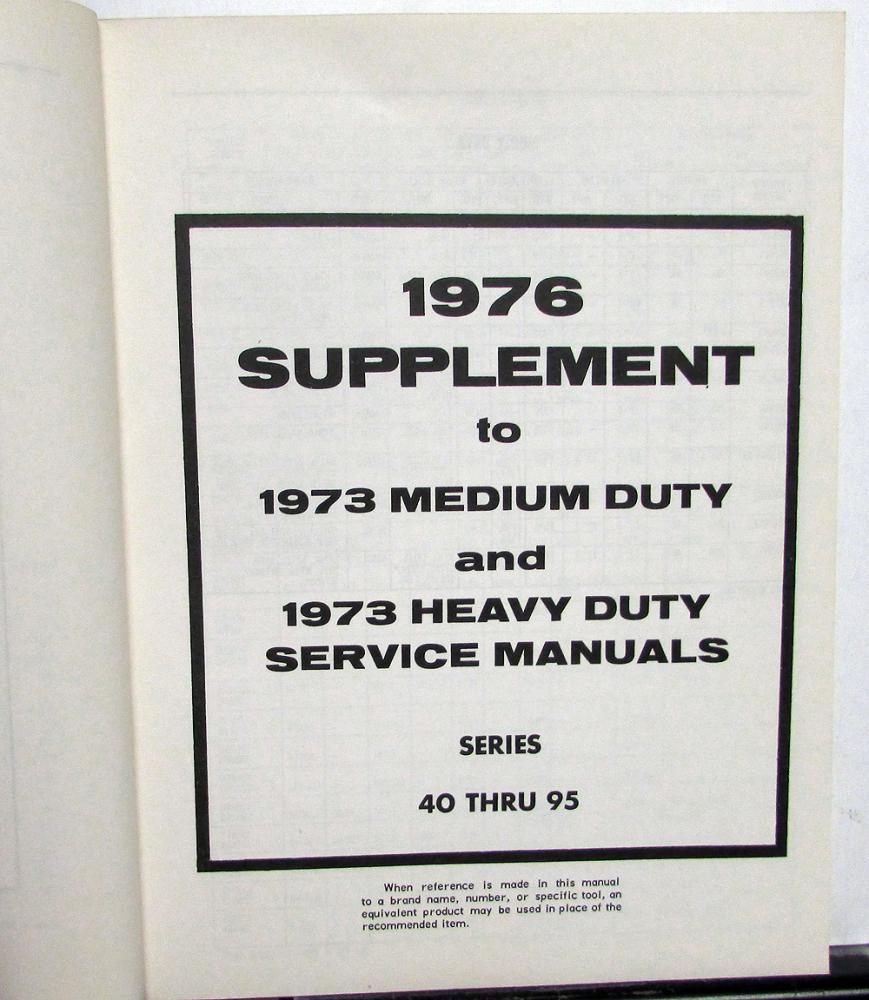 1976
SUPPLEMENT
to
1973 MEDIUM DUTY
and
1973 HEAVY DUTY
SERVICE MANUALS
SERIES
40 THRU 95
When reference is made in this manual
to a brand name, number, or specific tool, an
equivalent product may be used in place of the
recommended item.